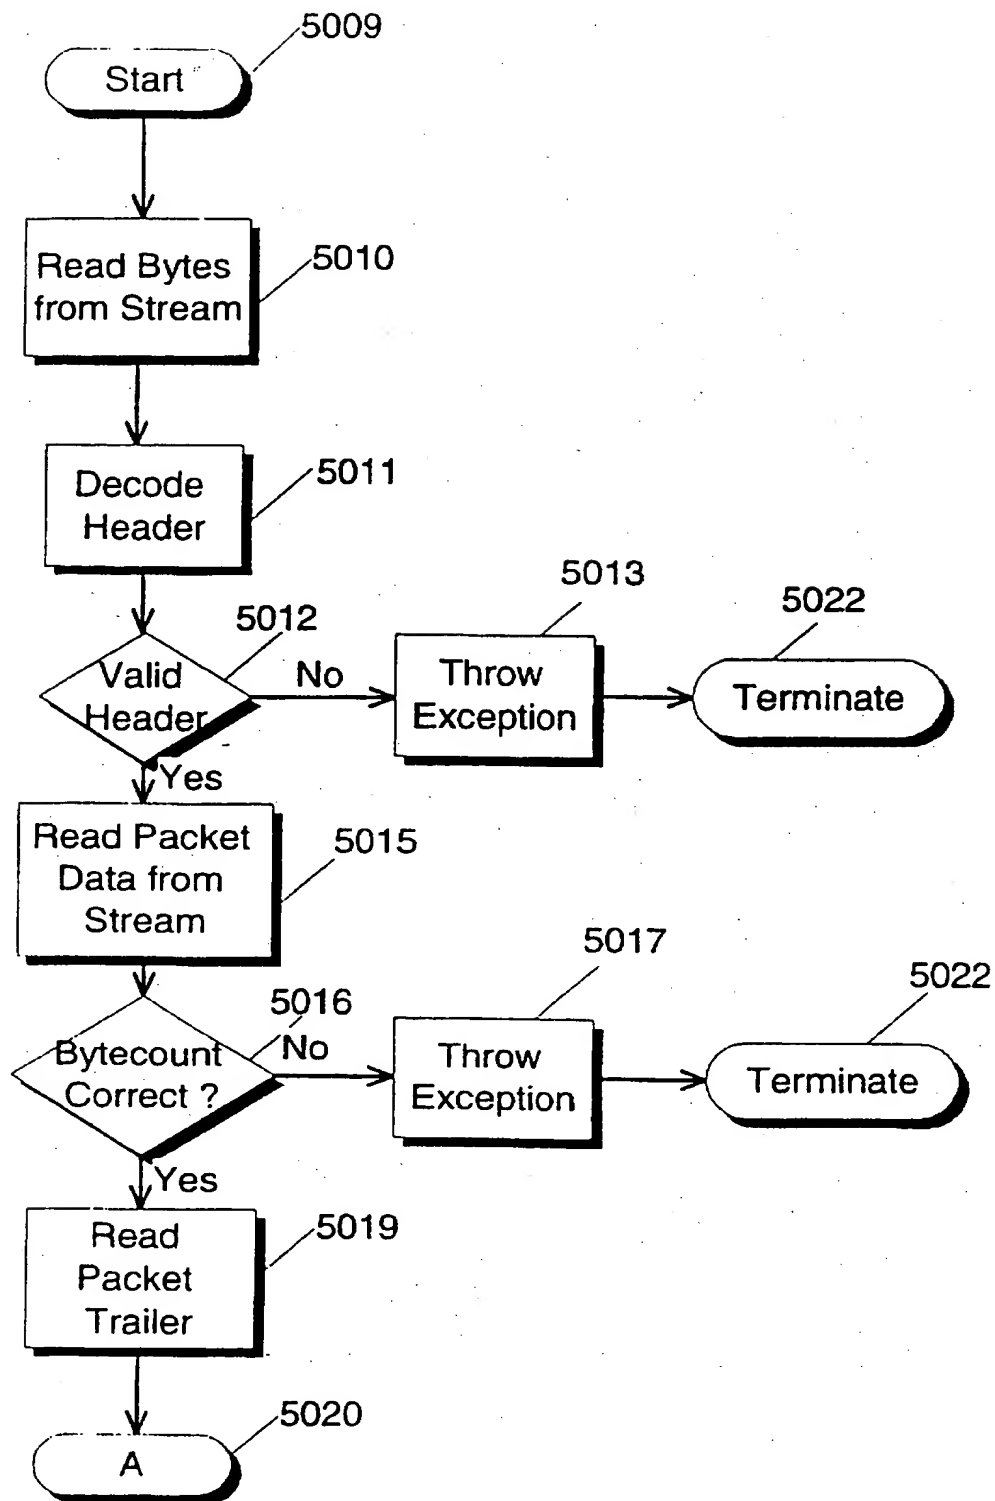 5009
Start
5010
Read Bytes
from Stream
5011
Decode
Header
5012
Valid
Header
No
5013
Throw
Exception
5022
Terminate
Yes
Read Packet
Data from
Stream
5015
5016
Bytecount
Correct ?
No
5017
Throw
Exception
5022
Terminate
Yes
Read
Packet
Trailer
5019
5020
A